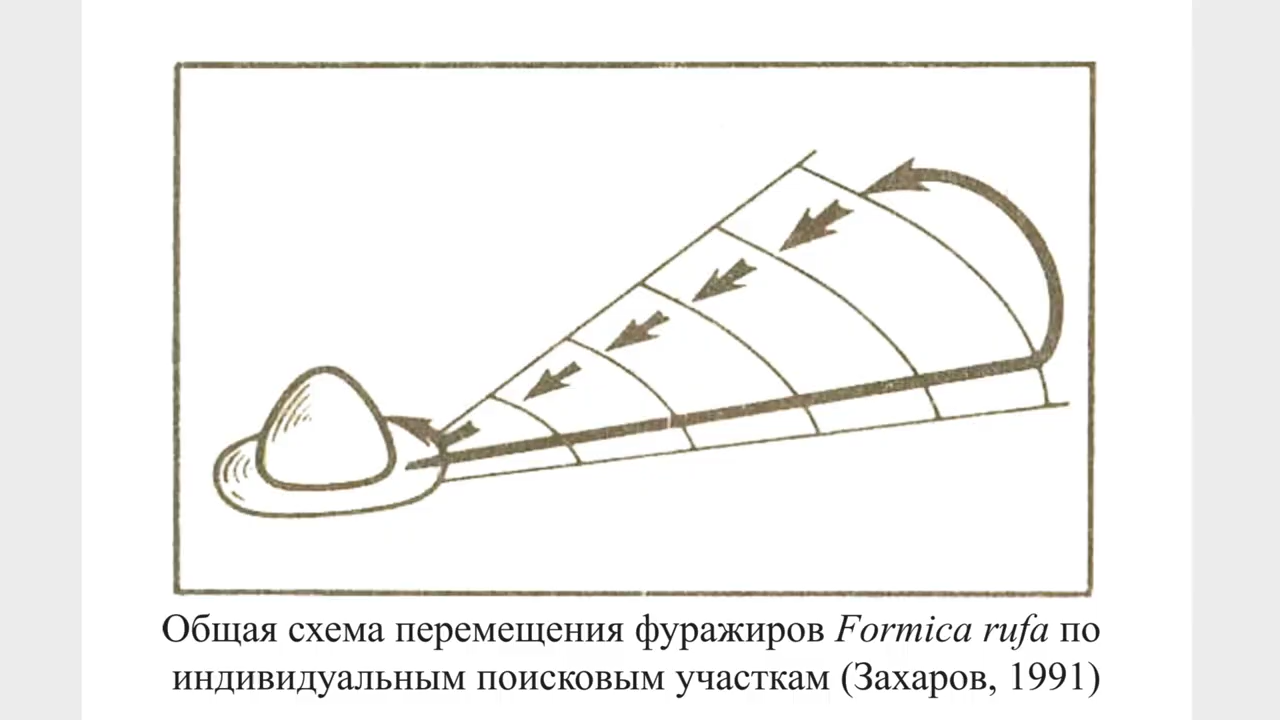 Общая схема перемещения фуражиров Formica rufa по
индивидуальным поисковым участкам (Захаров, 1991)